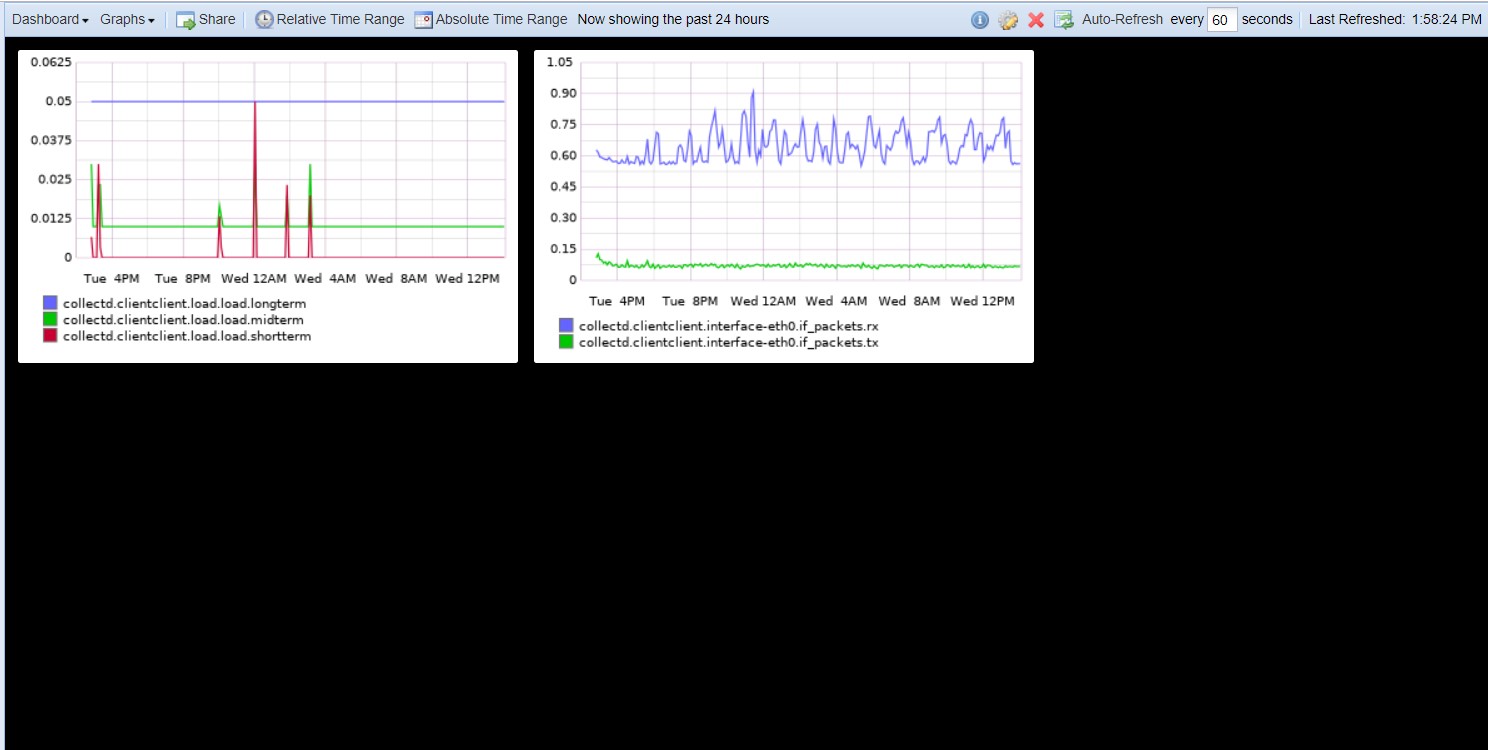 Dashboard Graphs Share Relative Time Range Absolute Time Range Now showing the past 24 hours Auto-Refresh every 60 seconds Last Refreshed: 1:58:24 PM
0.0625
0.05
0.0375
0.025
0.0125
0
Tue 4PM Tue 8PM Wed 12AM Wed 4AM Wed 8AM Wed 12PM
collectd.clientclient.load.load.longterm
collectd.clientclient.load.load.midterm
collectd.clientclient.load.load.shortterm
1.05
0.90
0.75
0.60
0.45
0.30
0.15
0
Tue 4PM Tue 8PM Wed 12AM Wed 4AM Wed 8AM Wed 12PM
collectd.clientclient.interface-eth0.if_packets.rx
collectd.clientclient.interface-eth0.if_packets.tx